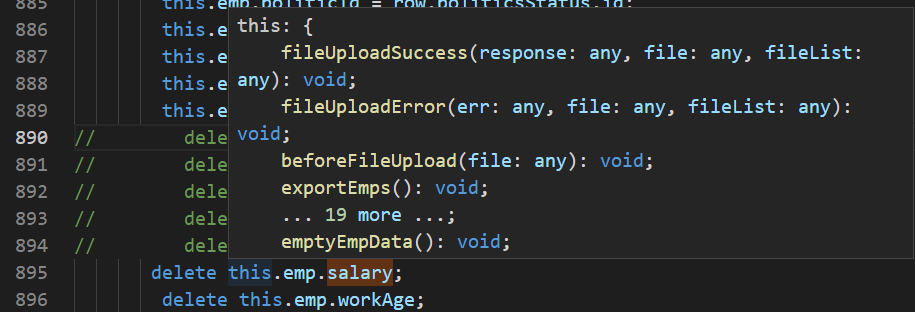 885 this.emp.politicId = row.politicsStatus.id;
886 this.e
887 this.e
888 this.e
889 this.e
890 // dele
891 // dele
892 // dele
893 // dele
894 // dele
this: {
fileUploadSuccess(response: any, file: any, fileList:
any): void;
fileUploadError(err: any, file: any, fileList: any):
void;
beforeFileUpload(file: any): void;
exportEmps(): void;
... 19 more ...;
emptyEmpData(): void;
895 delete this.emp.salary;
896 delete this.emp.workAge;